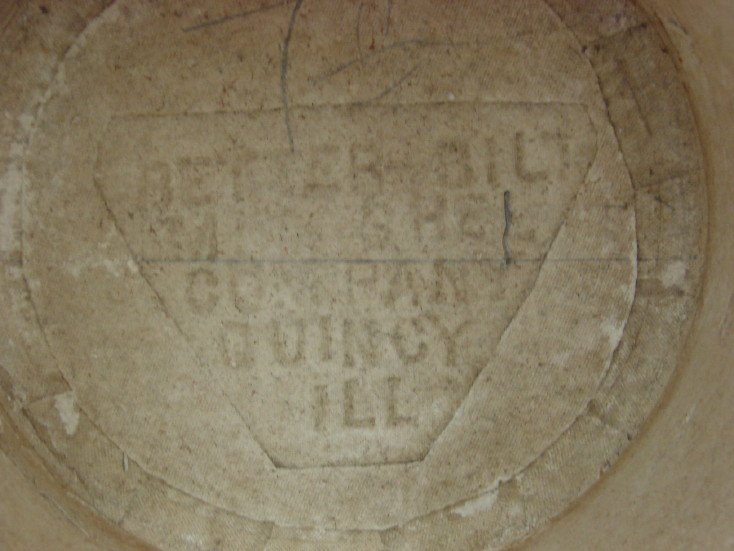 BETTER-BILT
COMPANY
QUINCY
ILL